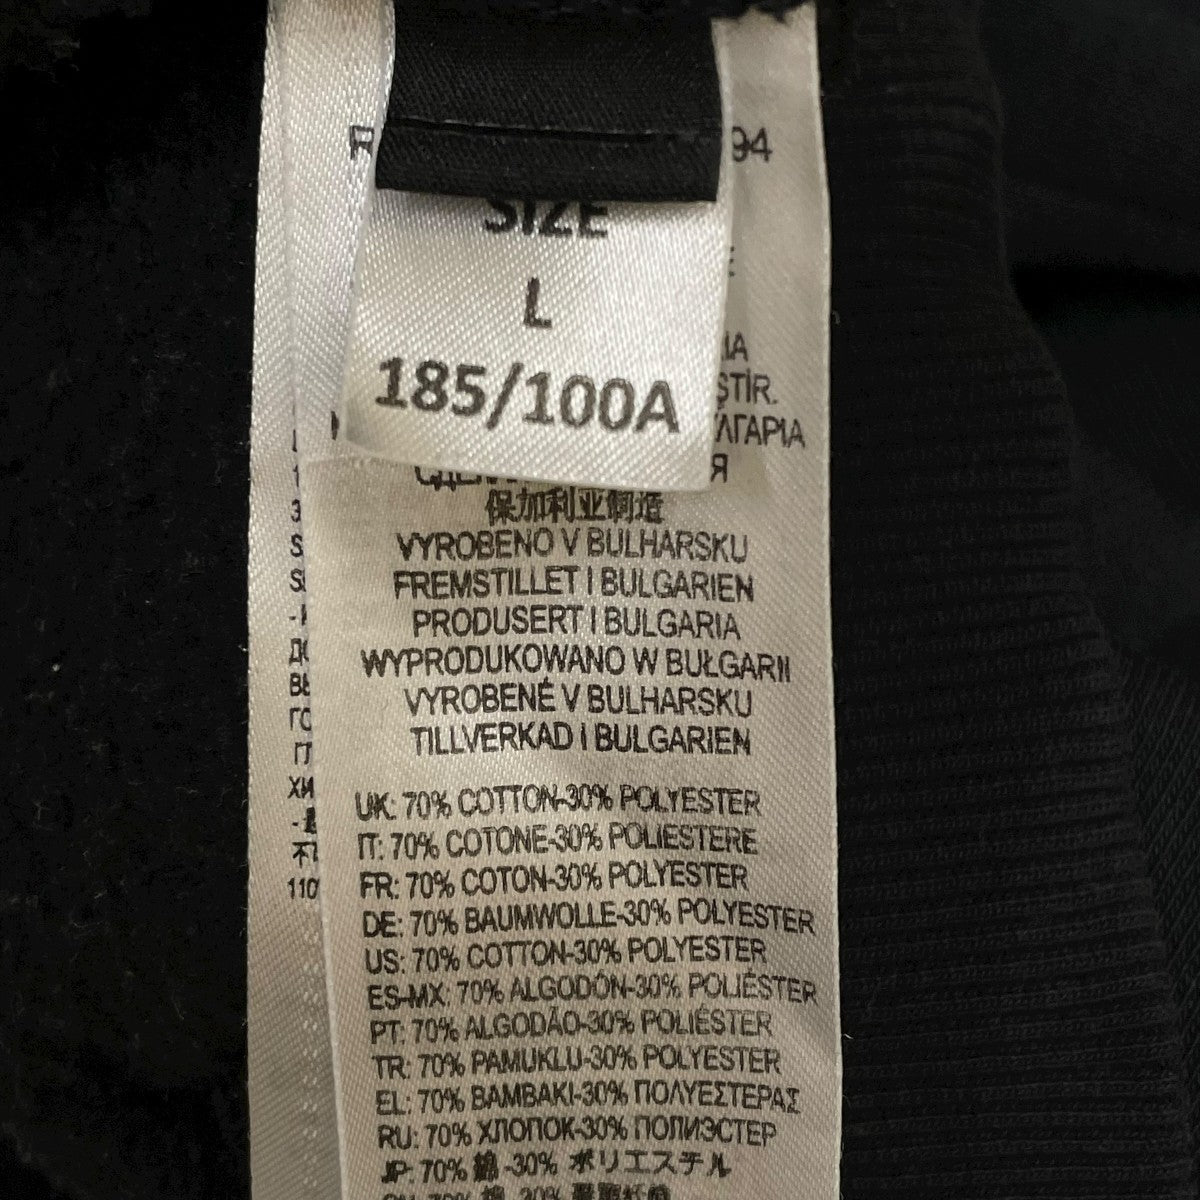 94
SIZE
L
185/100A
ΙΑ
ŞTİR.
ΛΓΑΡΙΑ
Я
保加利亚制造
VYROBENO V BULHARSKU
FREMSTILLET I BULGARIEN
PRODUSERT I BULGARIA
WYPRODUKOWANO W BUŁGARII
VYROBENÉ V BULHARSKU
TILLVERKAD I BULGARIEN
UK: 70% COTTON-30% POLYESTER
IT: 70% COTONE-30% POLIESTERE
FR: 70% COTON-30% POLYESTER
DE: 70% BAUMWOLLE-30% POLYESTER
US: 70% COTTON-30% POLYESTER
ES-MX: 70% ALGODÓN-30% POLIÉSTER
PT: 70% ALGODÃO-30% POLIÉSTER
TR: 70% PAMUKLU-30% POLYESTER
EL: 70% ΒΑΜΒΑΚΙ-30% ΠΟΛΥΕΣΤΕΡΑΣ
RU: 70% ХЛОПОК-30% ПОЛИЭСТЕР
JP: 70% 綿 -30% ポリエステル